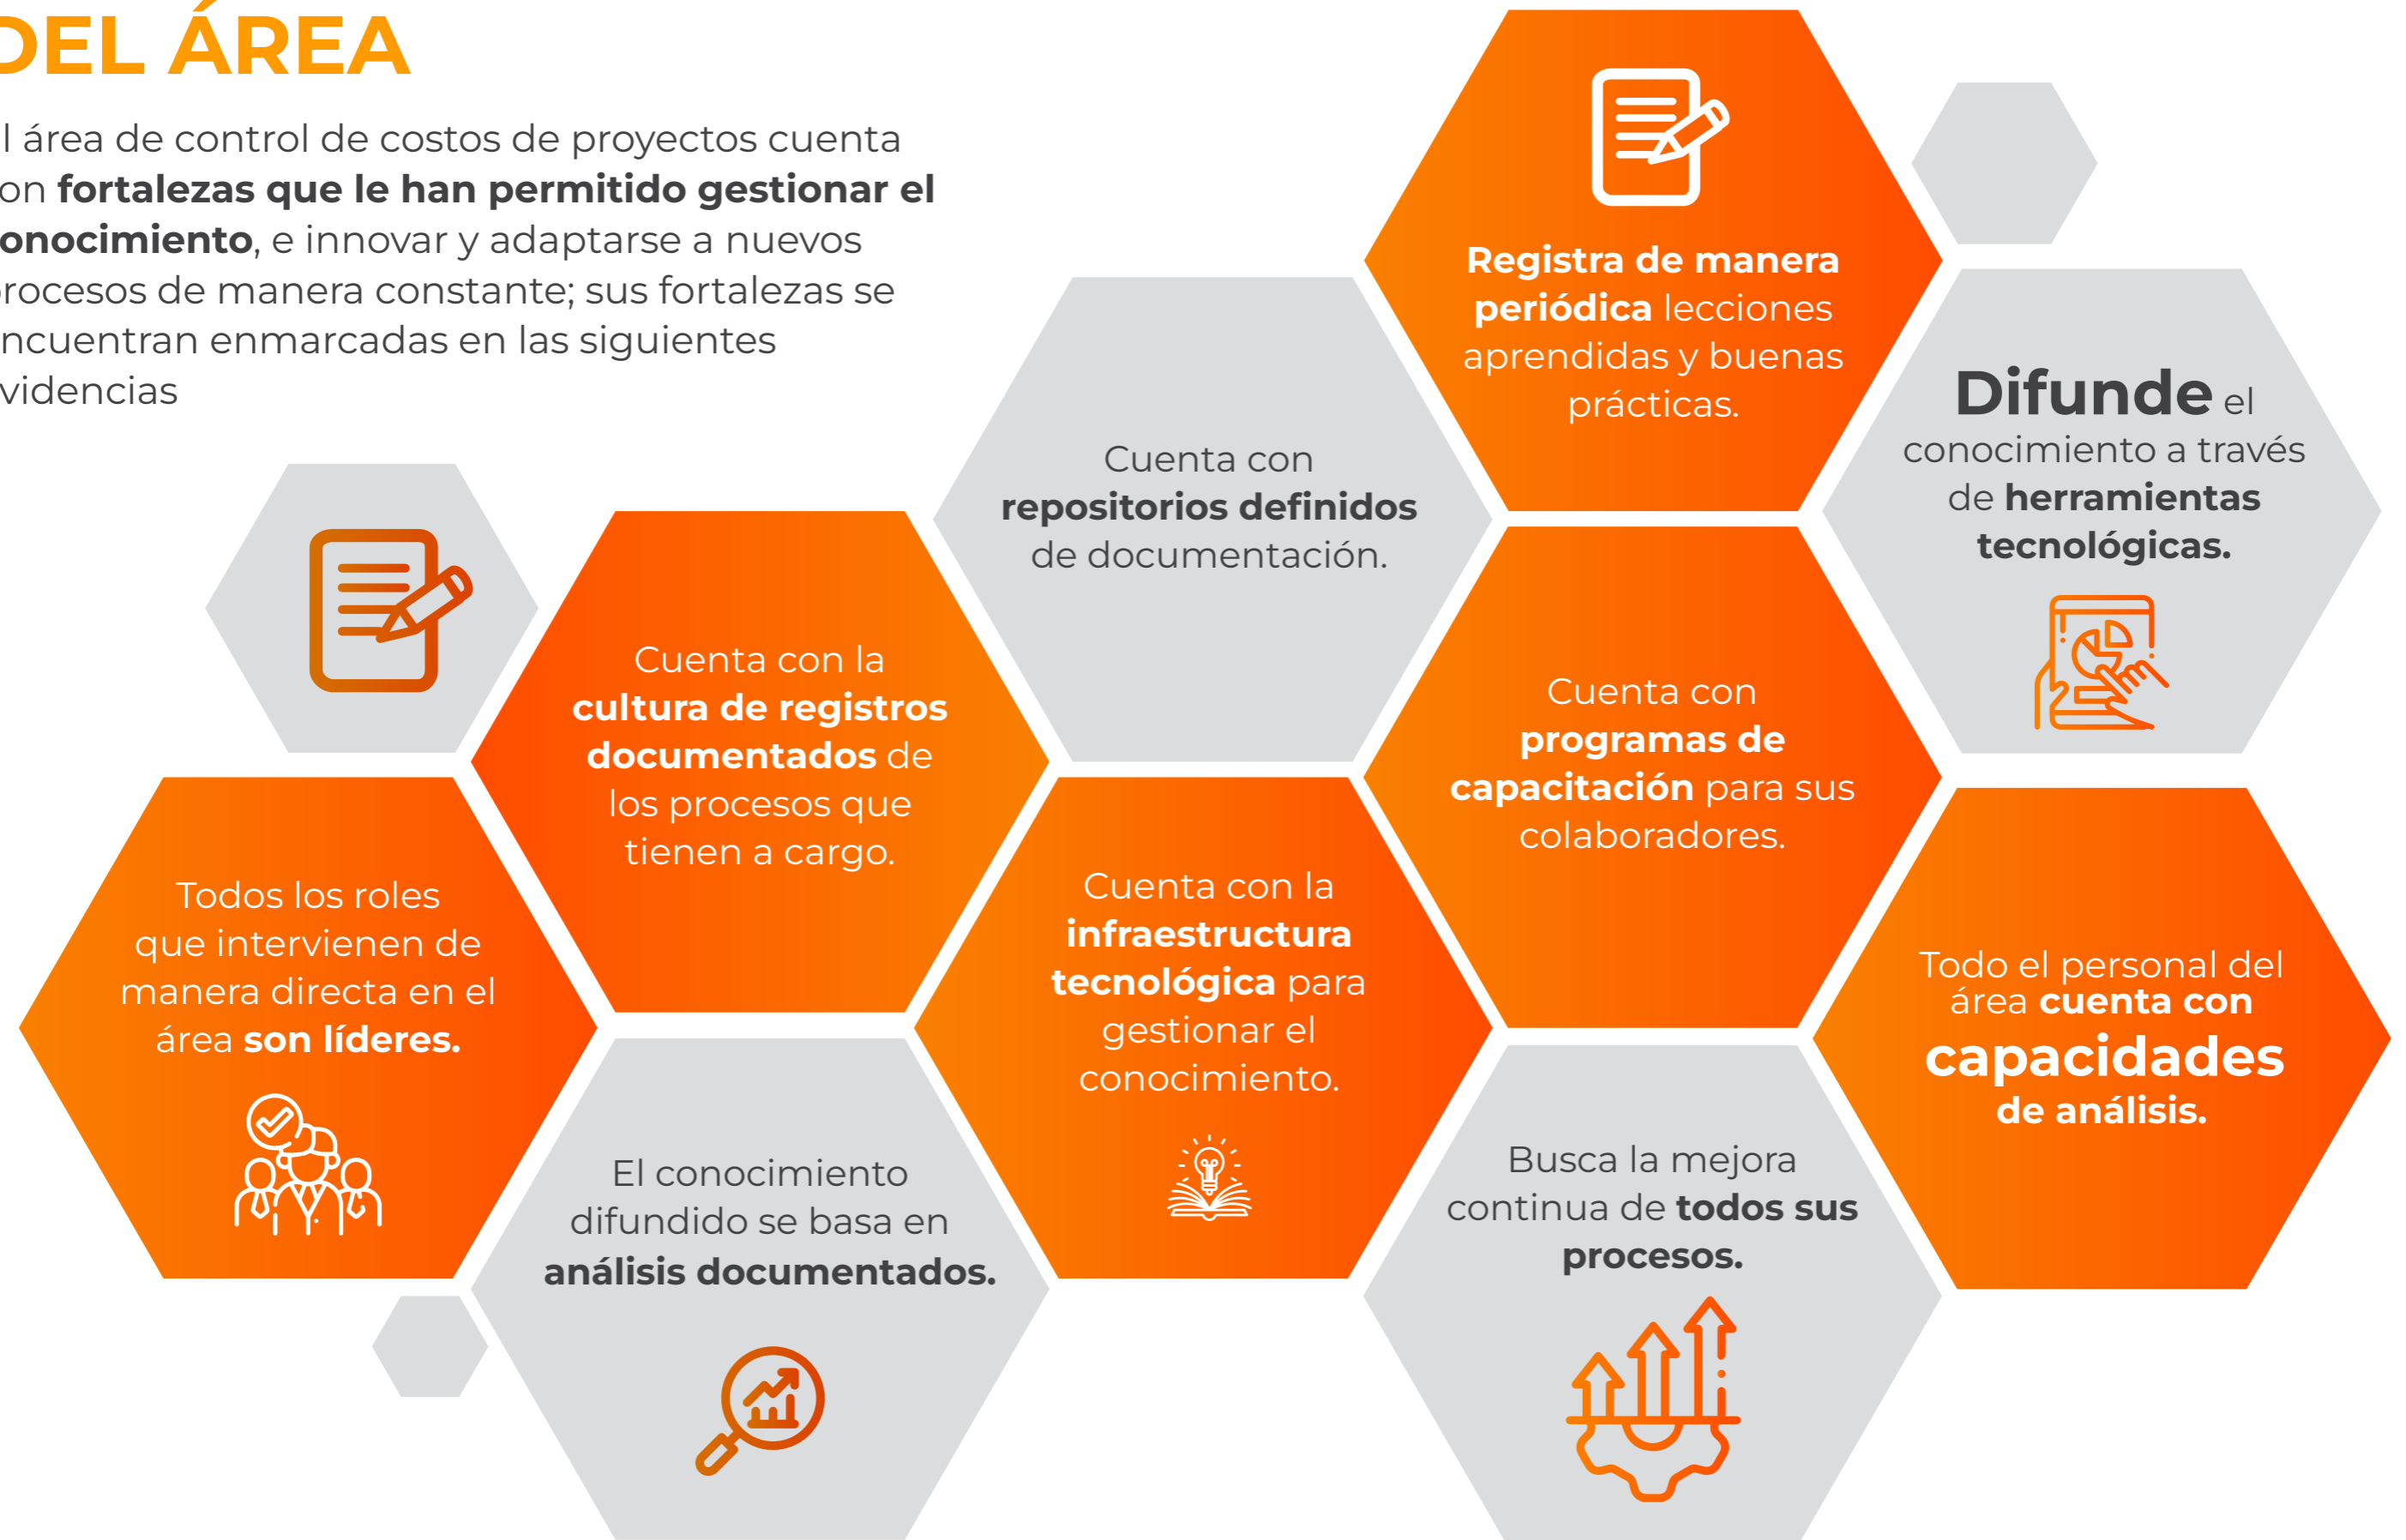 DEL ÁREA
l área de control de costos de proyectos cuenta
on fortalezas que le han permitido gestionar el
onocimiento, e innovar y adaptarse a nuevos
rocesos de manera constante; sus fortalezas se
ncuentran enmarcadas en las siguientes
videncias
Registra de manera
periódica lecciones
aprendidas y buenas
prácticas.
Difunde el
conocimiento a través
de herramientas
tecnológicas.
Cuenta con
repositorios definidos
de documentación.
Cuenta con la
cultura de registros
documentados de
los procesos que
tienen a cargo.
Cuenta con
programas de
capacitación para sus
colaboradores.
Todos los roles
que intervienen de
manera directa en el
área son líderes.
Cuenta con la
infraestructura
tecnológica para
gestionar el
conocimiento.
Todo el personal del
área cuenta con
capacidades
de análisis.
El conocimiento
difundido se basa en
análisis documentados.
Busca la mejora
continua de todos sus
procesos.